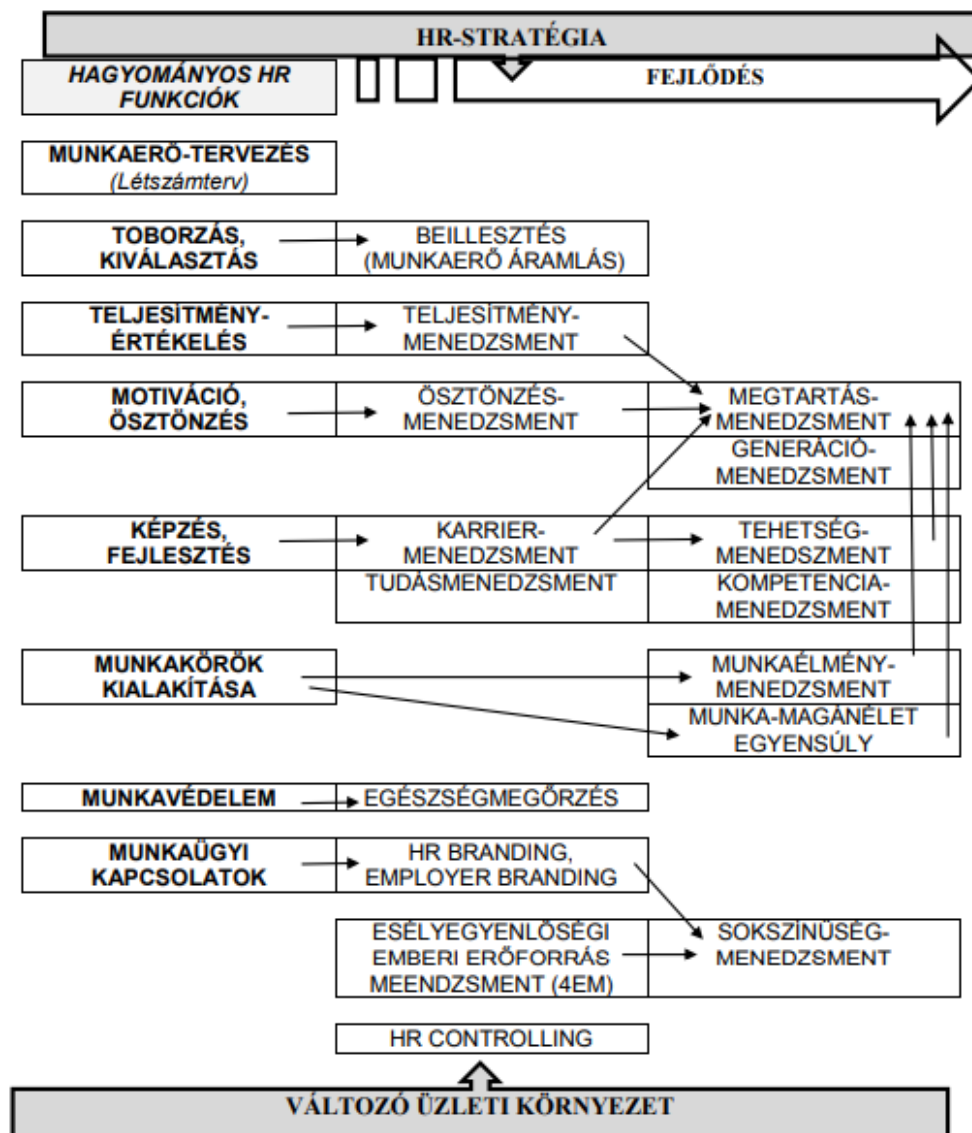 HR-STRATÉGIA
HAGYOMÁNYOS HR
FUNKCIÓK
FEJLŐDÉS
MUNKAERŐ-TERVEZÉS
(Létszámterv)
TOBORZÁS,
KIVÁLASZTÁS
BEILLESZTÉS
(MUNKAERŐ ÁRAMLÁS)
TELJESÍTMÉNY-
ÉRTÉKELÉS
TELJESÍTMÉNY-
MENEDZSMENT
MOTIVÁCIÓ,
ÖSZTÖNZÉS
ÖSZTÖNZÉS-
MENEDZSMENT
MEGTARTÁS-
MENEDZSMENT
GENERÁCIÓ-
MENEDZSMENT
KÉPZÉS,
FEJLESZTÉS
KARRIER-
MENEDZSMENT
TEHETSÉG-
MENEDSZMENT
TUDÁSMENEDZSMENT
KOMPETENCIA-
MENEDZSMENT
MUNKAKÖRÖK
KIALAKÍTÁSA
MUNKAÉLMÉNY-
MENEDZSMENT
MUNKA-MAGÁNÉLET
EGYENSÚLY
MUNKAVÉDELEM
EGÉSZSÉGMEGŐRZÉS
MUNKAÜGYI
KAPCSOLATOK
HR BRANDING,
EMPLOYER BRANDING
ESÉLYEGYENLŐSÉGI
EMBERI ERŐFORRÁS
MEENDZSMENT (4EM)
SOKSZÍNŰSÉG-
MENEDZSMENT
HR CONTROLLING
VÁLTOZÓ ÜZLETI KÖRNYEZET